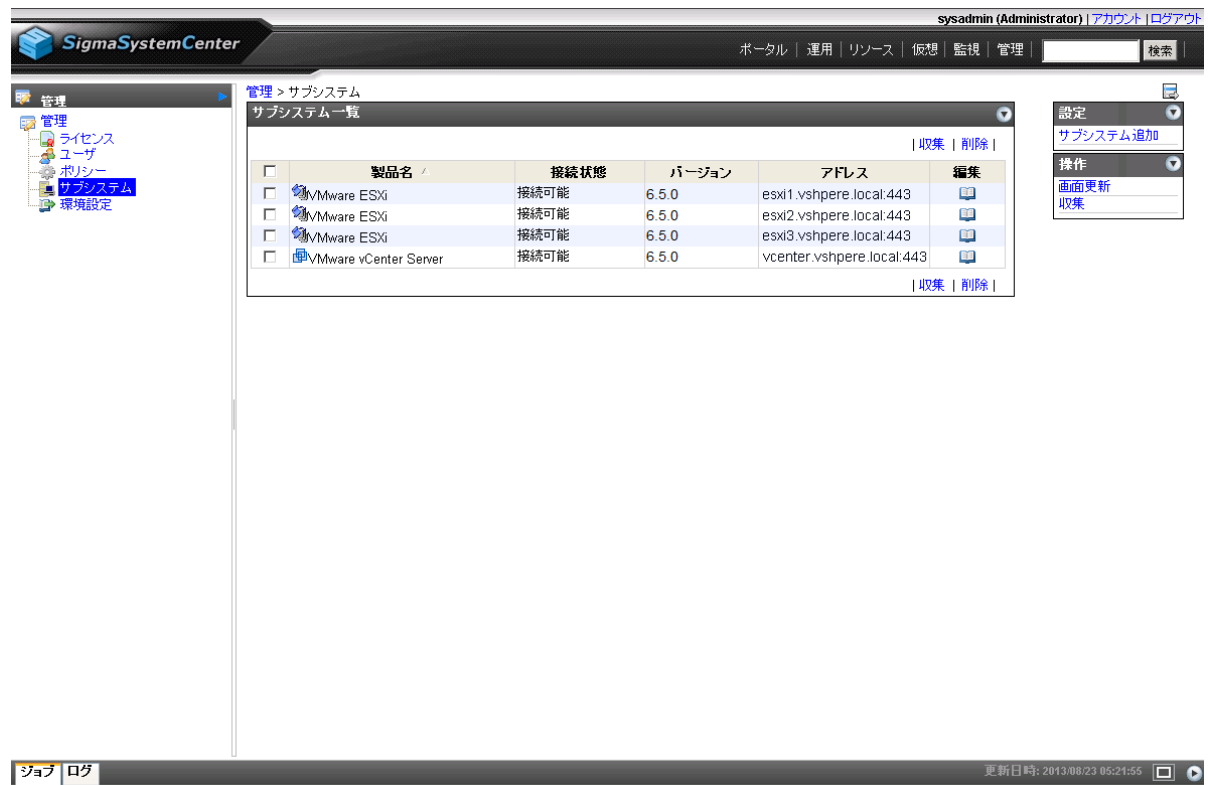 sysadmin (Administrator) | アカウント | ログアウト
SigmaSystemCenter
ポータル | 運用 | リソース | 仮想 | 監視 | 管理 | 検索 |
管理
管理
ライセンス
ユーザ
ポリシー
サブシステム
環境設定
管理 > サブシステム
サブシステム一覧
| 収集 | 削除 |
製品名 接続状態 バージョン アドレス 編集
VMware ESXi 接続可能 6.5.0 esxi1.vshpere.local:443
VMware ESXi 接続可能 6.5.0 esxi2.vshpere.local:443
VMware ESXi 接続可能 6.5.0 esxi3.vshpere.local:443
VMware vCenter Server 接続可能 6.5.0 vcenter.vshpere.local:443
| 収集 | 削除 |
設定
サブシステム追加
操作
画面更新
収集
ジョブ ログ
更新日時: 2013/08/23 05:21:55